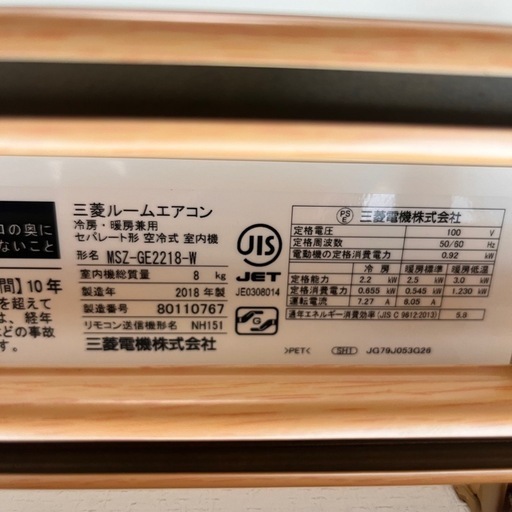 ロの奥に
ないこと
間】10年
を超えて
は、経年
どの事故
三菱ルームエアコン
冷房・暖房兼用
セパレート形 空冷式 室内機
形名 MSZ-GE2218-W
室内機総質量 8 kg
製造年 2018 年製
製造番号 80110767
リモコン送信機形名 NH151
三菱電機株式会社
JIS
JET
JE0308014
G
PSE 三菱電機株式会社
定格電圧 100 V
定格周波数 50/60 Hz
電動機の定格消費電力 0.92 kW
冷 房 暖房標準 暖房低温
定格能力 2.2 kW 2.5 kW 3.0 kW
定格消費電力 0.655 kW 0.545 kW 1.230 kW
運転電流 7.27 A 6.05 A
通年エネルギー消費効率(JIS C 9612:2013) 5.8
>PET< SHI JG79J053G26